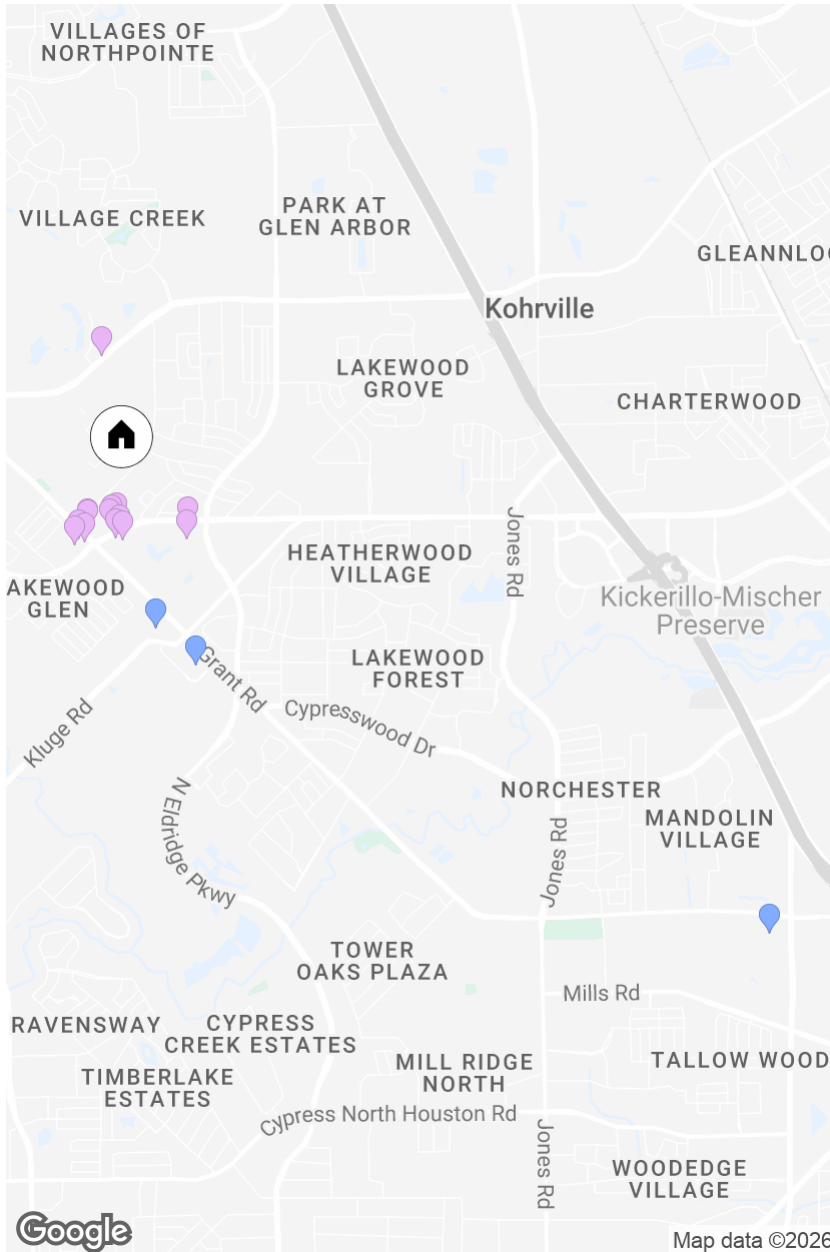 VILLAGES OF
NORTHPOINTE
VILLAGE CREEK
PARK AT
GLEN ARBOR
GLEANNLOC
Kohrville
LAKEWOOD
GROVE
CHARTERWOOD
Jones Rd
HEATHERWOOD
VILLAGE
AKEWOOD
GLEN
Kickerillo-Mischer
Preserve
LAKEWOOD
FOREST
Grant Rd
Cypresswood Dr
Kluge Rd
N Eldridge Pkwy
NORCHESTER
MANDOLIN
VILLAGE
Jones Rd
TOWER
OAKS PLAZA
Mills Rd
RAVENSWAY
CYPRESS
CREEK ESTATES
TIMBERLAKE
ESTATES
MILL RIDGE
NORTH
TALLOW WOOD
Cypress North Houston Rd
Jones Rd
WOODEDGE
VILLAGE
Google
Map data ©2026